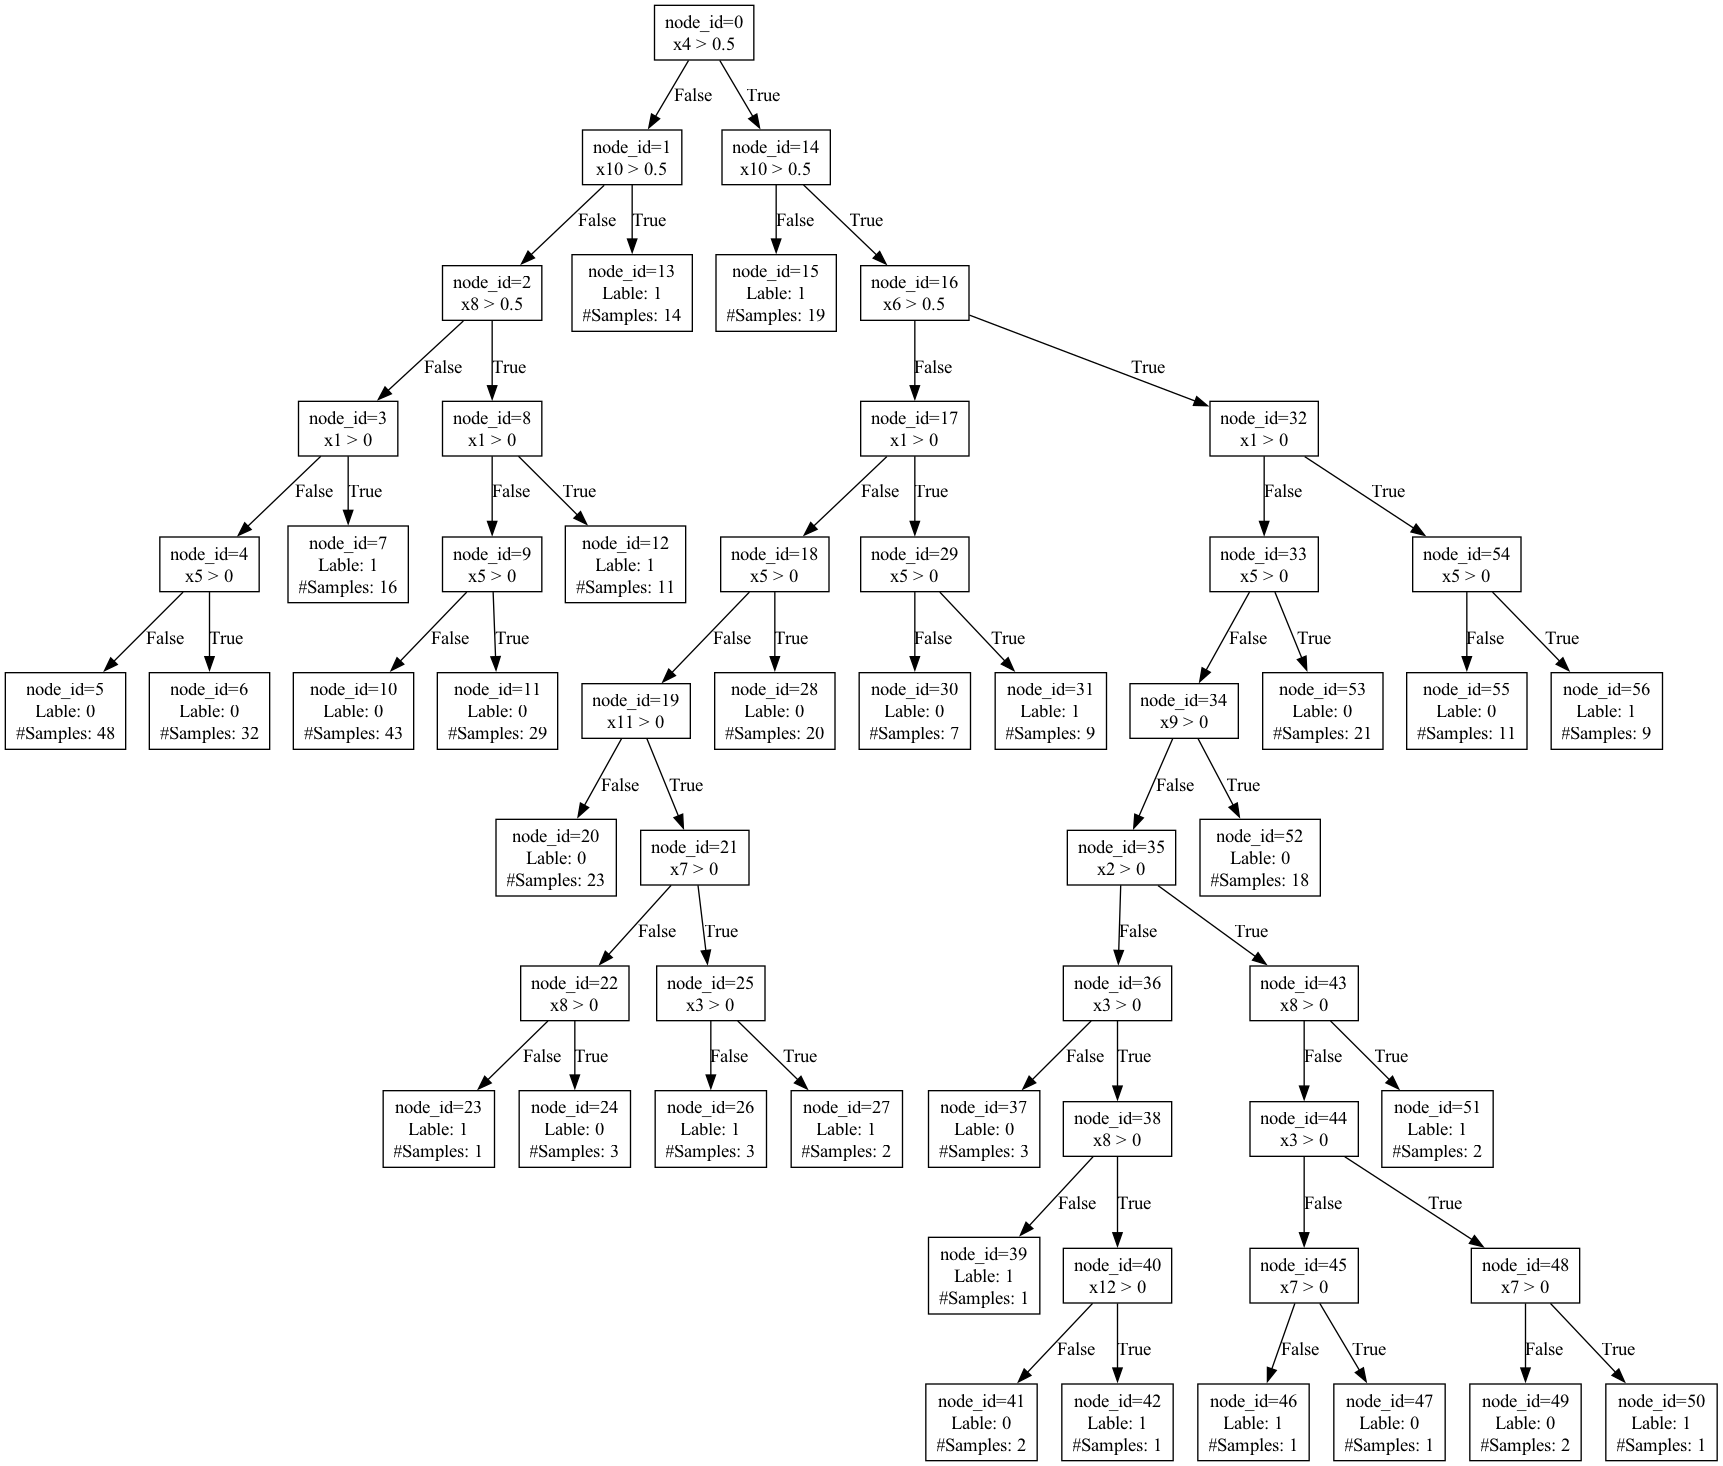 node_id=0
x4 > 0.5
False
True
node_id=1
x10 > 0.5
node_id=14
x10 > 0.5
False
True
False
True
node_id=2
x8 > 0.5
node_id=13
Lable: 1
#Samples: 14
node_id=15
Lable: 1
#Samples: 19
node_id=16
x6 > 0.5
False
True
False
True
node_id=3
x1 > 0
node_id=8
x1 > 0
node_id=17
x1 > 0
node_id=32
x1 > 0
False
True
False
True
False
True
False
True
node_id=4
x5 > 0
node_id=7
Lable: 1
#Samples: 16
node_id=9
x5 > 0
node_id=12
Lable: 1
#Samples: 11
node_id=18
x5 > 0
node_id=29
x5 > 0
node_id=33
x5 > 0
node_id=54
x5 > 0
False
True
False
True
False
True
False
True
False
True
False
True
node_id=5
Lable: 0
#Samples: 48
node_id=6
Lable: 0
#Samples: 32
node_id=10
Lable: 0
#Samples: 43
node_id=11
Lable: 0
#Samples: 29
node_id=19
x11 > 0
node_id=28
Lable: 0
#Samples: 20
node_id=30
Lable: 0
#Samples: 7
node_id=31
Lable: 1
#Samples: 9
node_id=34
x9 > 0
node_id=53
Lable: 0
#Samples: 21
node_id=55
Lable: 0
#Samples: 11
node_id=56
Lable: 1
#Samples: 9
False
True
False
True
node_id=20
Lable: 0
#Samples: 23
node_id=21
x7 > 0
node_id=35
x2 > 0
node_id=52
Lable: 0
#Samples: 18
False
True
False
True
node_id=22
x8 > 0
node_id=25
x3 > 0
node_id=36
x3 > 0
node_id=43
x8 > 0
False
True
False
True
False
True
False
True
node_id=23
Lable: 1
#Samples: 1
node_id=24
Lable: 0
#Samples: 3
node_id=26
Lable: 1
#Samples: 3
node_id=27
Lable: 1
#Samples: 2
node_id=37
Lable: 0
#Samples: 3
node_id=38
x8 > 0
node_id=44
x3 > 0
node_id=51
Lable: 1
#Samples: 2
False
True
False
True
node_id=39
Lable: 1
#Samples: 1
node_id=40
x12 > 0
node_id=45
x7 > 0
node_id=48
x7 > 0
False
True
False
True
False
True
node_id=41
Lable: 0
#Samples: 2
node_id=42
Lable: 1
#Samples: 1
node_id=46
Lable: 1
#Samples: 1
node_id=47
Lable: 0
#Samples: 1
node_id=49
Lable: 0
#Samples: 2
node_id=50
Lable: 1
#Samples: 1